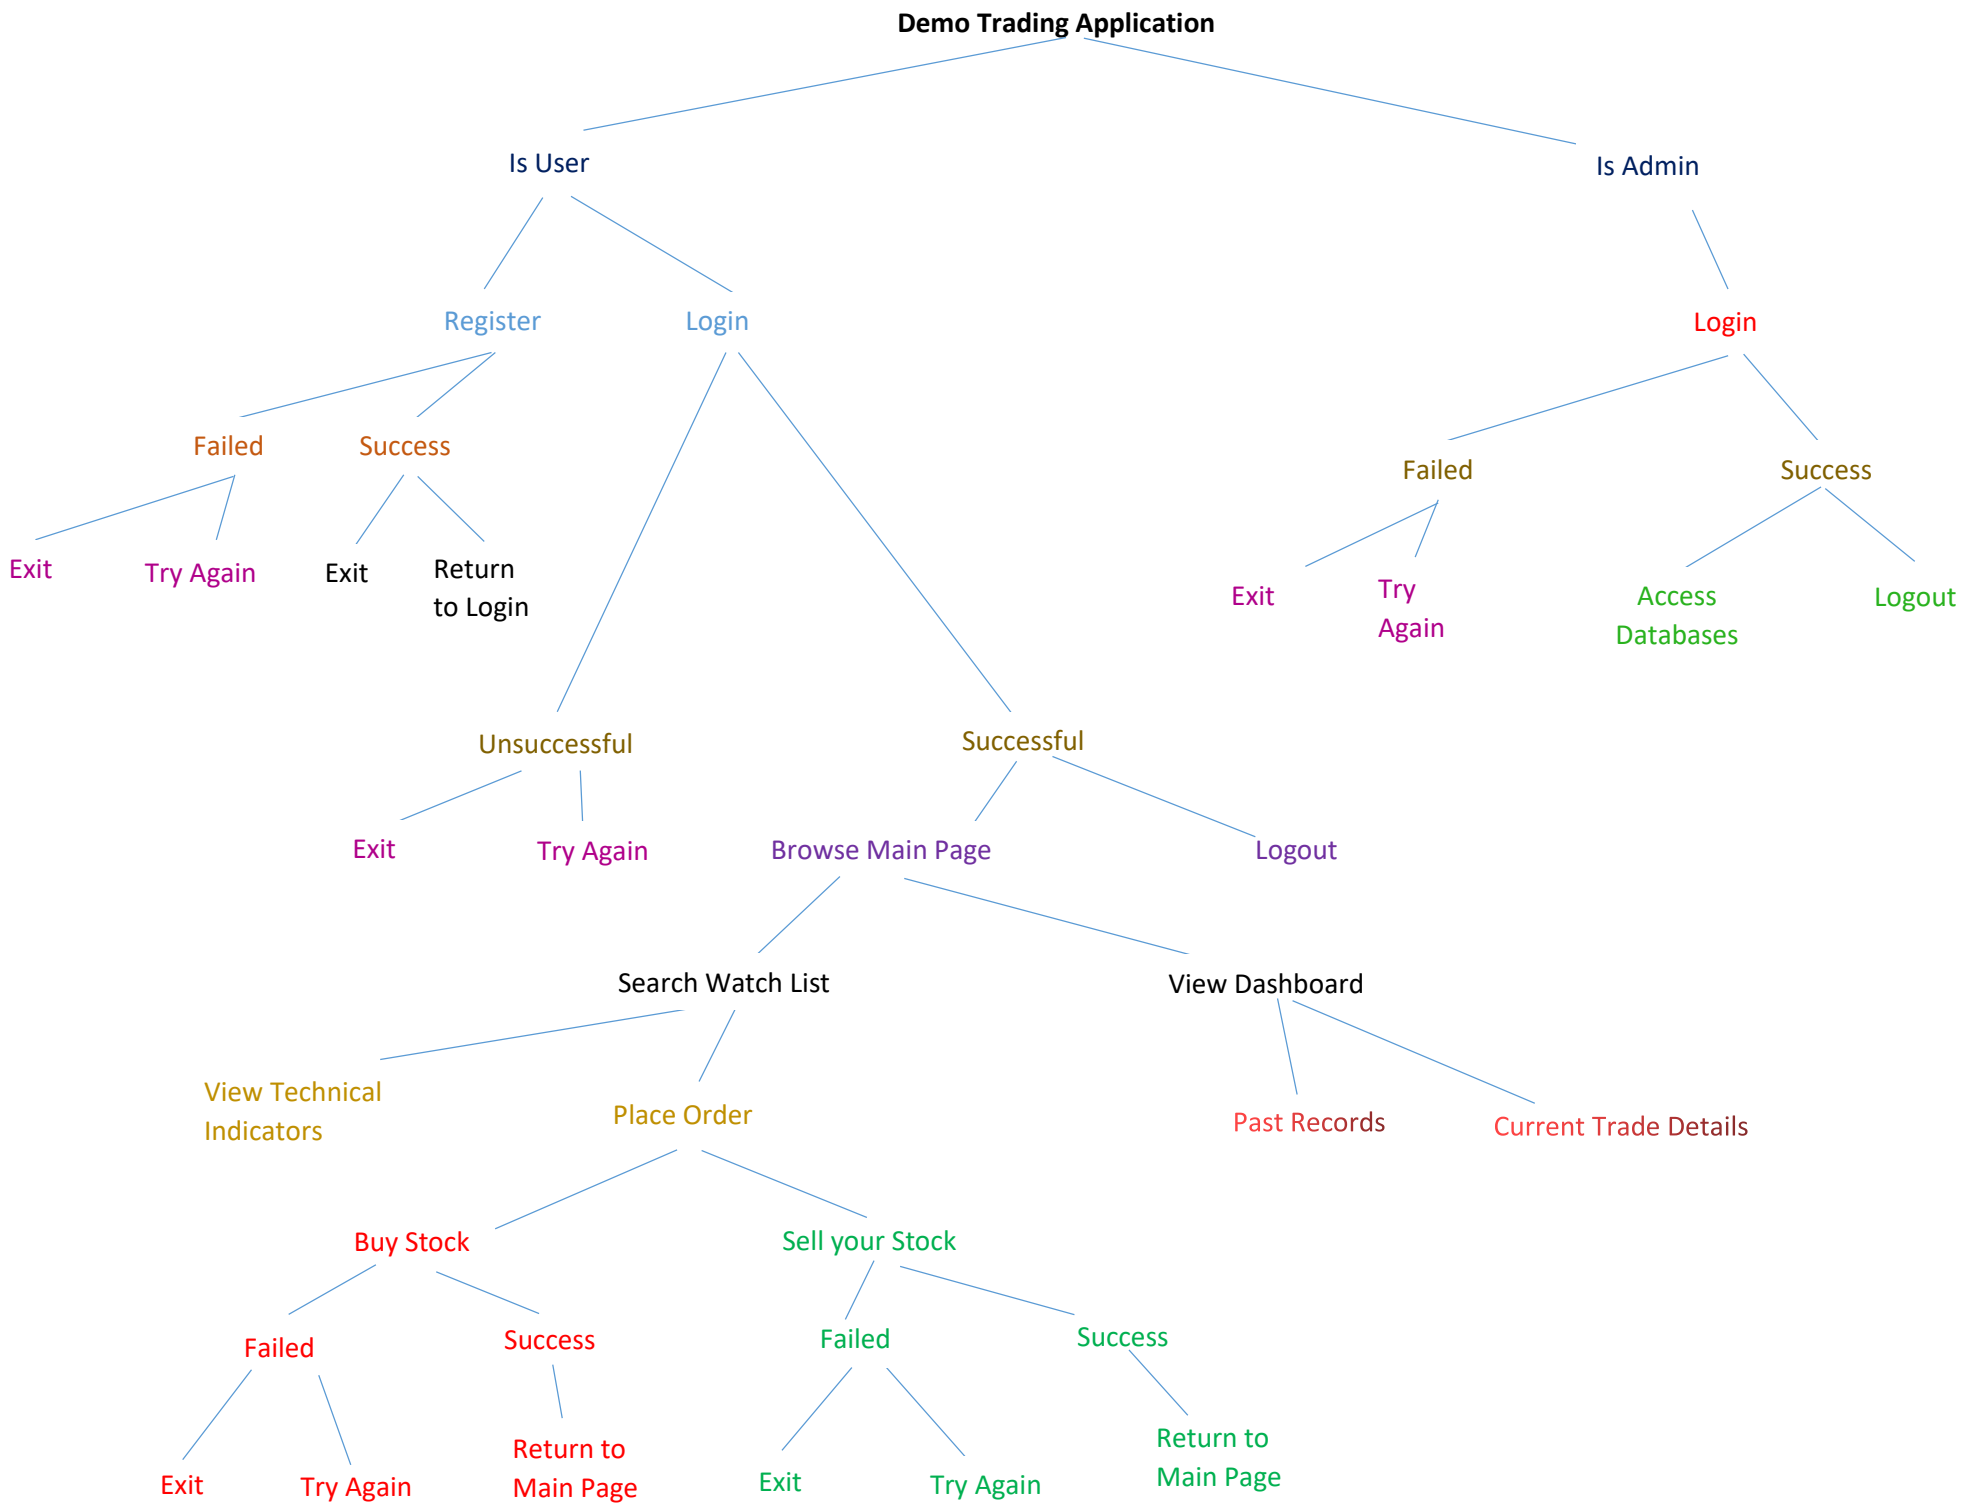 Demo Trading Application
Is User
Is Admin
Register
Login
Login
Failed
Success
Failed
Success
Exit
Try Again
Exit
Return
to Login
Exit
Try
Again
Access
Databases
Logout
Unsuccessful
Successful
Exit
Try Again
Browse Main Page
Logout
Search Watch List
View Dashboard
View Technical
Indicators
Place Order
Past Records
Current Trade Details
Buy Stock
Sell your Stock
Failed
Success
Failed
Success
Exit
Try Again
Return to
Main Page
Exit
Try Again
Return to
Main Page